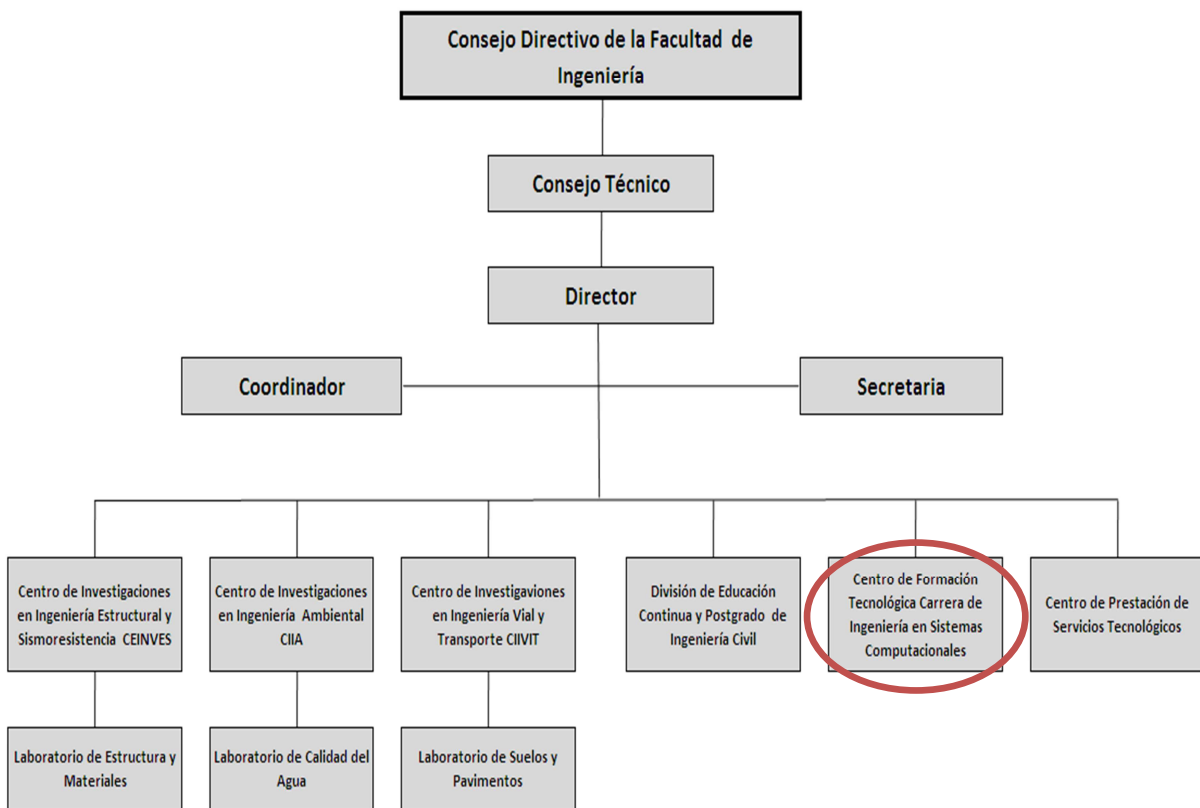 Consejo Directivo de la Facultad de
Ingeniería
Consejo Técnico
Director
Coordinador
Secretaria
Centro de Investigaciones
en Ingeniería Estructural y
Sismoresistencia CEINVES
Centro de Investigaciones
en Ingeniería Ambiental
CIIA
Centro de Investigaviones
en Ingeniería Vial y
Transporte CIIVIT
División de Educación
Continua y Postgrado de
Ingeniería Civil
Centro de Formación
Tecnológica Carrera de
Ingeniería en Sistemas
Computacionales
Centro de Prestación de
Servicios Tecnológicos
Laboratorio de Estructura y
Materiales
Laboratorio de Calidad del
Agua
Laboratorio de Suelos y
Pavimentos